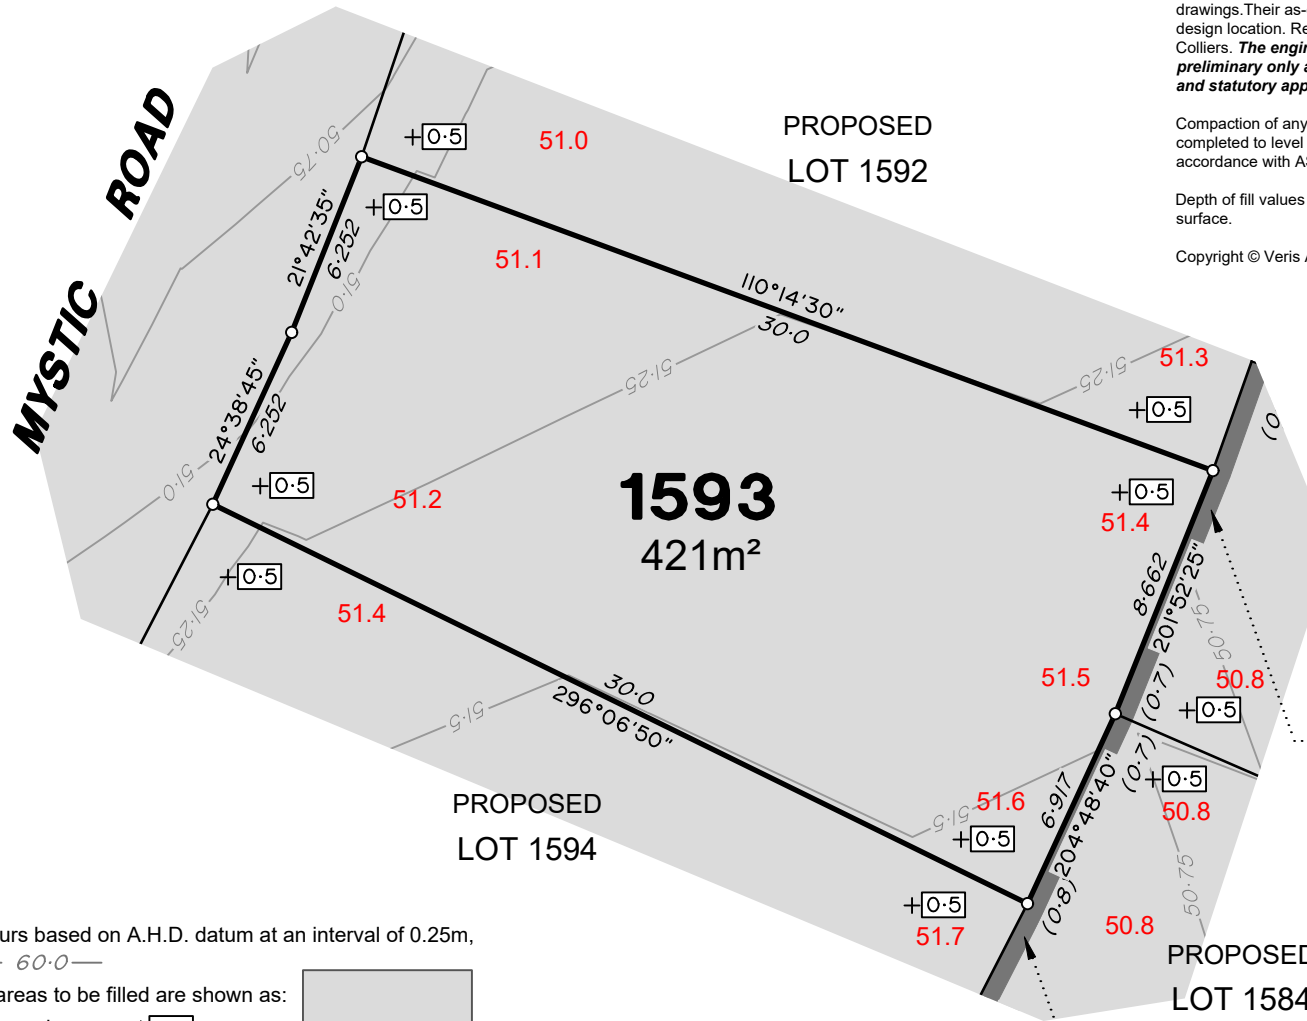 drawings.Their as-
design location. Re
Colliers. The engin
preliminary only a
and statutory app
Compaction of any
completed to level
accordance with AS
Depth of fill values
surface.
Copyright © Veris A
MYSTIC ROAD
PROPOSED
LOT 1592
50·75
+0·5
51.0
+0·5
51.1
21°42'35"
6·252
51·0
110°14'30"
30·0
51·25
51·25
51.3
+0·5
(0
24°38'45"
6·252
51·0
+0·5
51.2
1593
421m²
+0·5
51.4
+0·5
51·25
51.4
8·662
201°52'25"
50·75
51.5
50.8
(0·7)
+0·5
30·0
296°06'50"
51·5
(0·7)
+0·5
50.8
51.6
51·5
+0·5
6·917
204°48'40"
PROPOSED
LOT 1594
50·75
(0·8)
+0·5
51.7
50.8
PROPOSED
LOT 1584
urs based on A.H.D. datum at an interval of 0.25m,
60·0
areas to be filled are shown as: